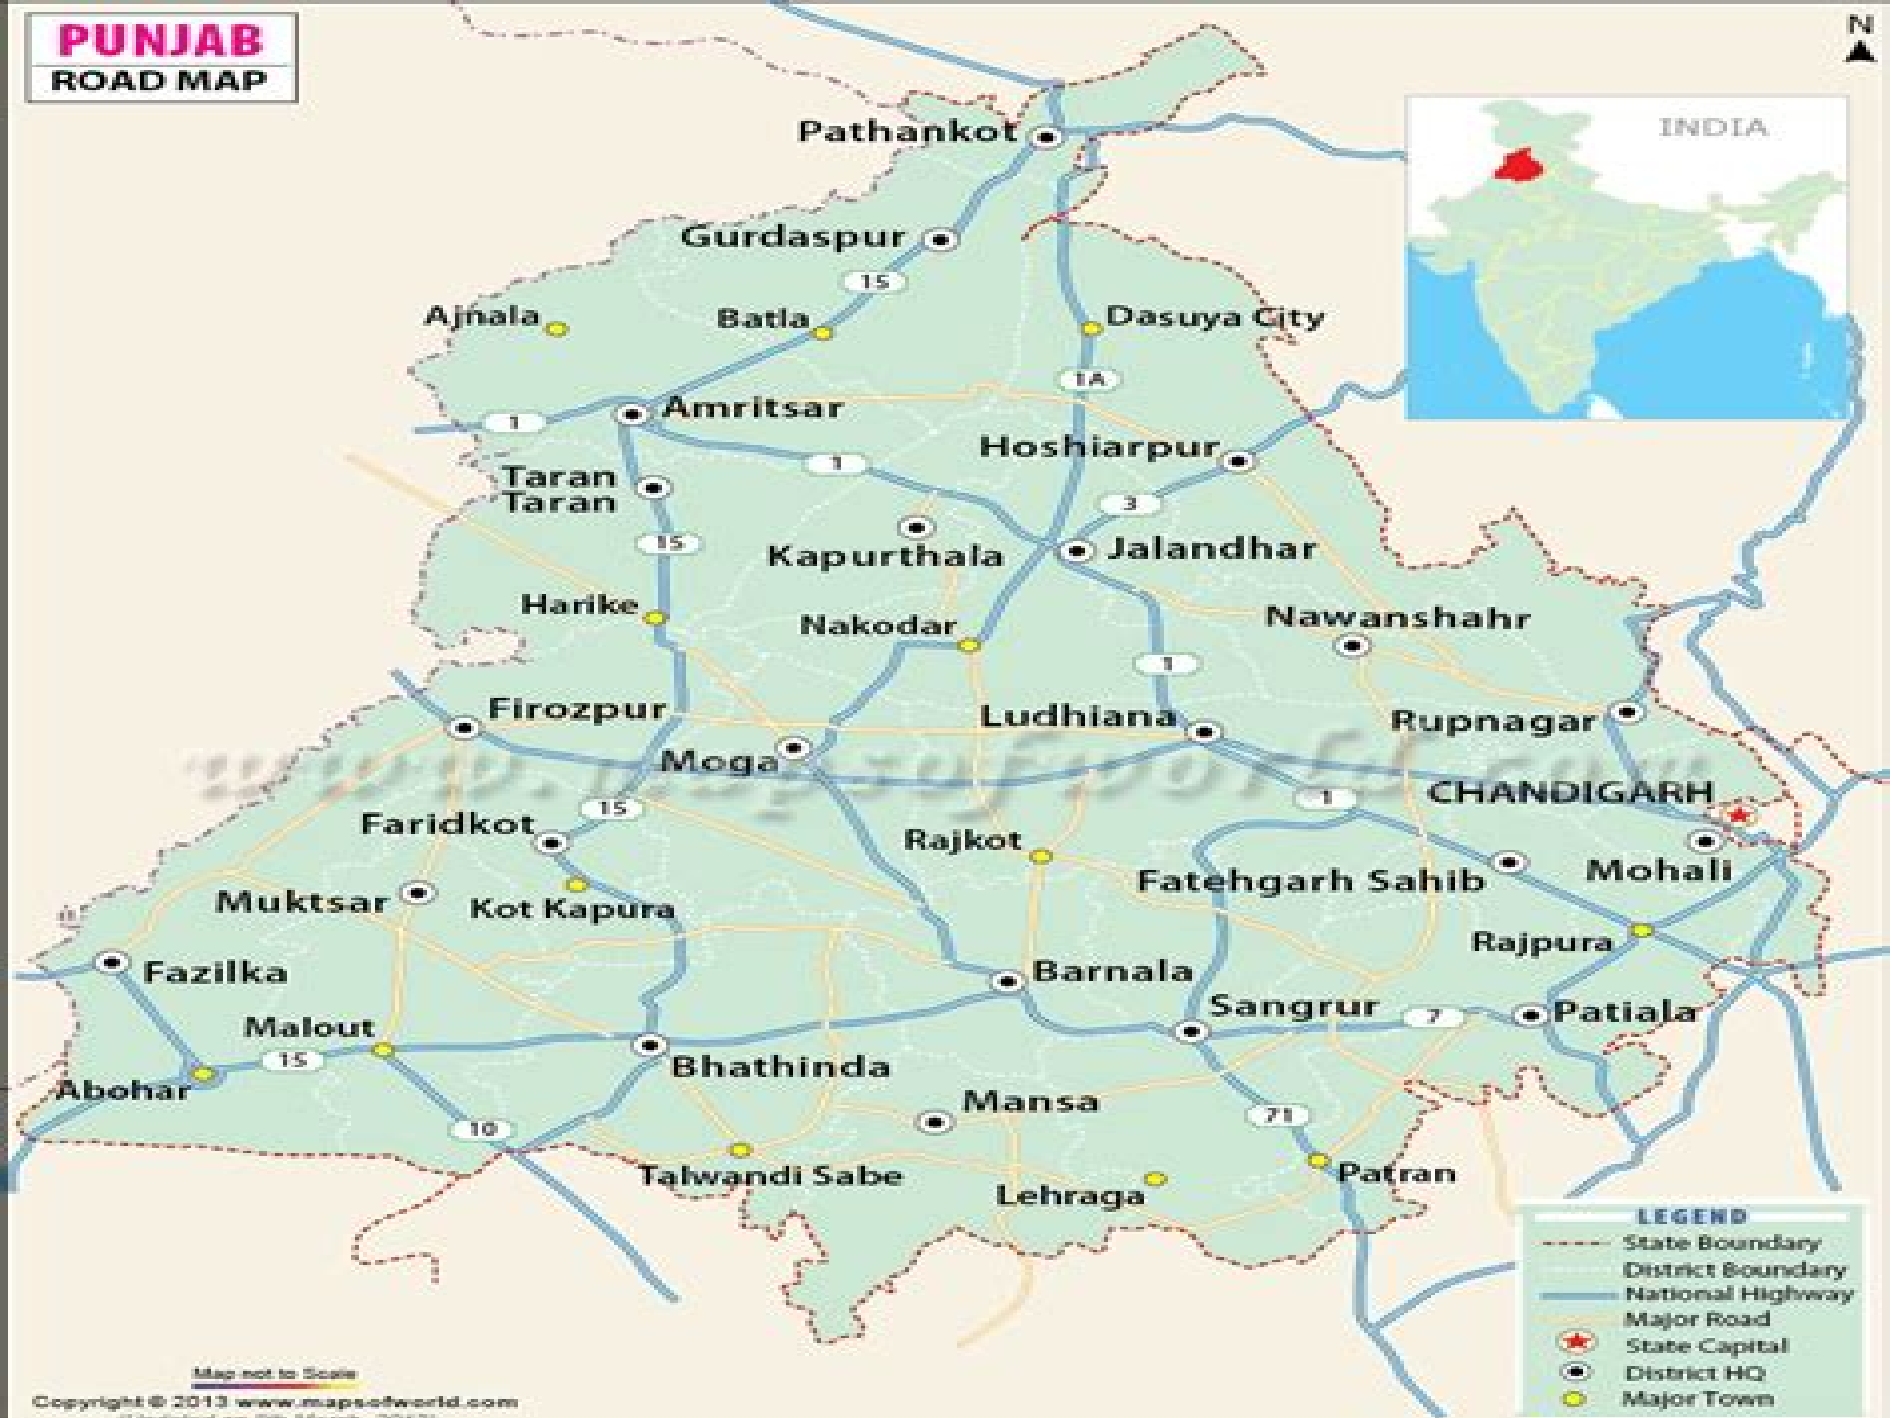 PUNJAB
ROAD MAP
N
INDIA
Pathankot
Gurdaspur
15
Ajnala
Batla
Dasuya City
1A
Amritsar
1
1
Hoshiarpur
Taran
Taran
3
15
Kapurthala
Jalandhar
Harike
Nakodar
Nawanshahr
1
Firozpur
Ludhiana
Rupnagar
Moga
www.mapsofworld.com
CHANDIGARH
15
1
Faridkot
Rajkot
Mohali
Fatehgarh Sahib
Muktsar
Kot Kapura
Rajpura
Fazilka
Barnala
Sangrur
7
Patiala
Malout
15
Bhathinda
Abohar
Mansa
10
71
Talwandi Sabe
Lehraga
Patran
LEGEND
State Boundary
District Boundary
National Highway
Major Road
State Capital
District HQ
Major Town
Map not to Scale
Copyright © 2013 www.mapsofworld.com